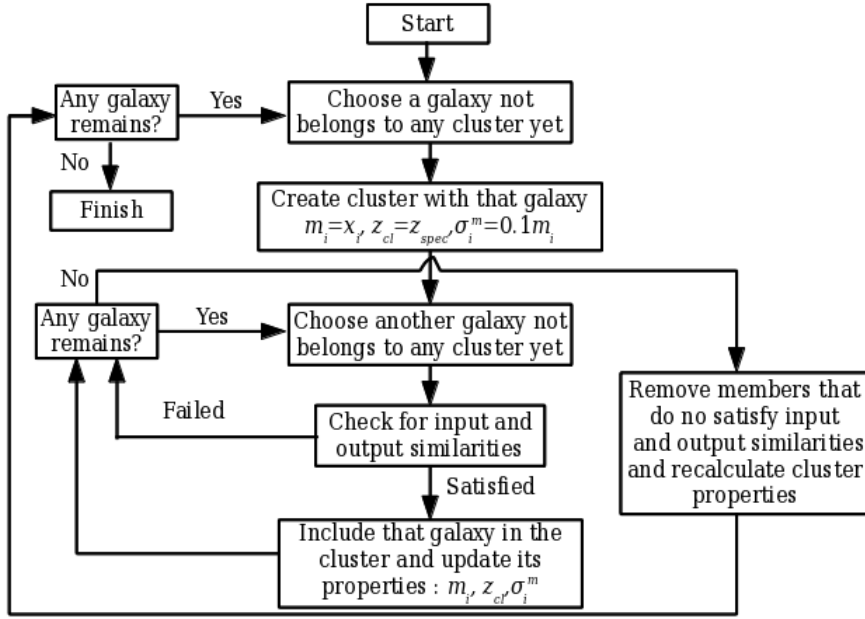 Start
Any galaxy
remains?
Yes
Choose a galaxy not
belongs to any cluster yet
No
Finish
Create cluster with that galaxy
m_i=x_i, z_cl=z_spec,σ_i^m=0.1m_i
No
Any galaxy
remains?
Yes
Choose another galaxy not
belongs to any cluster yet
Failed
Check for input and
output similarities
Satisfied
Include that galaxy in the
cluster and update its
properties : m_i, z_cl,σ_i^m
Remove members that
do no satisfy input
and output similarities
and recalculate cluster
properties